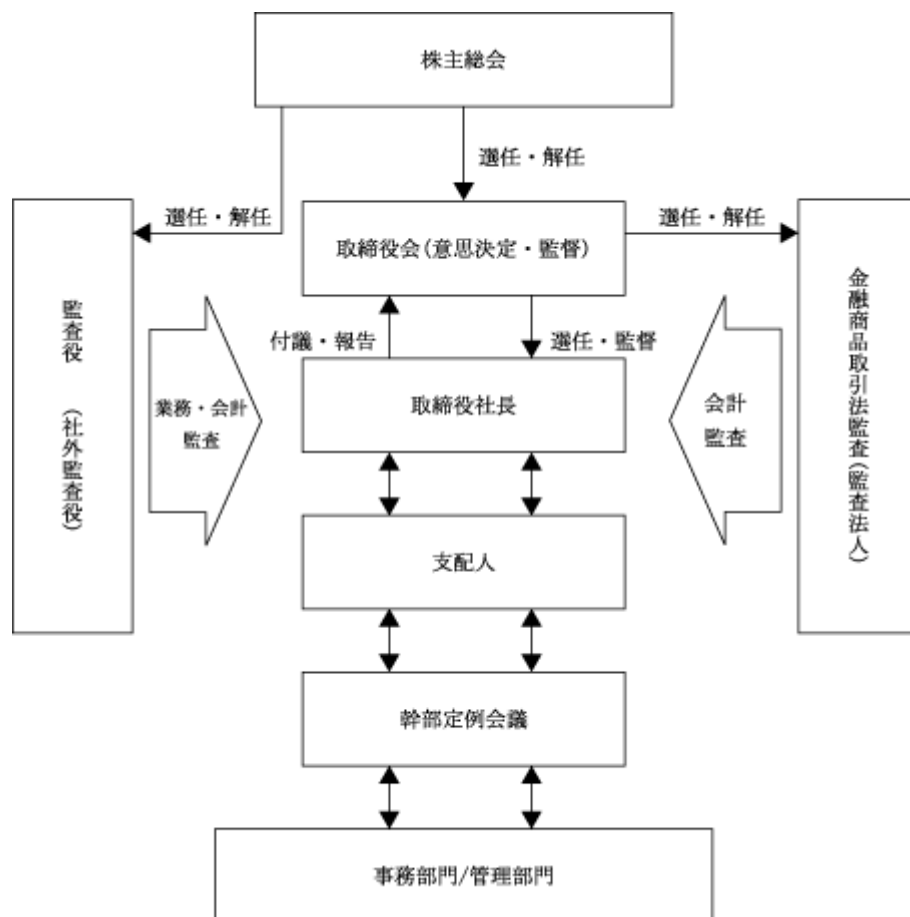 株主総会
選任・解任
選任・解任
取締役会(意思決定・監督)
選任・解任
監査役 (社外監査役)
金融商品取引法監査(監査法人)
付議・報告
選任・監督
業務・会計
監査
取締役社長
会計
監査
支配人
幹部定例会議
事務部門/管理部門